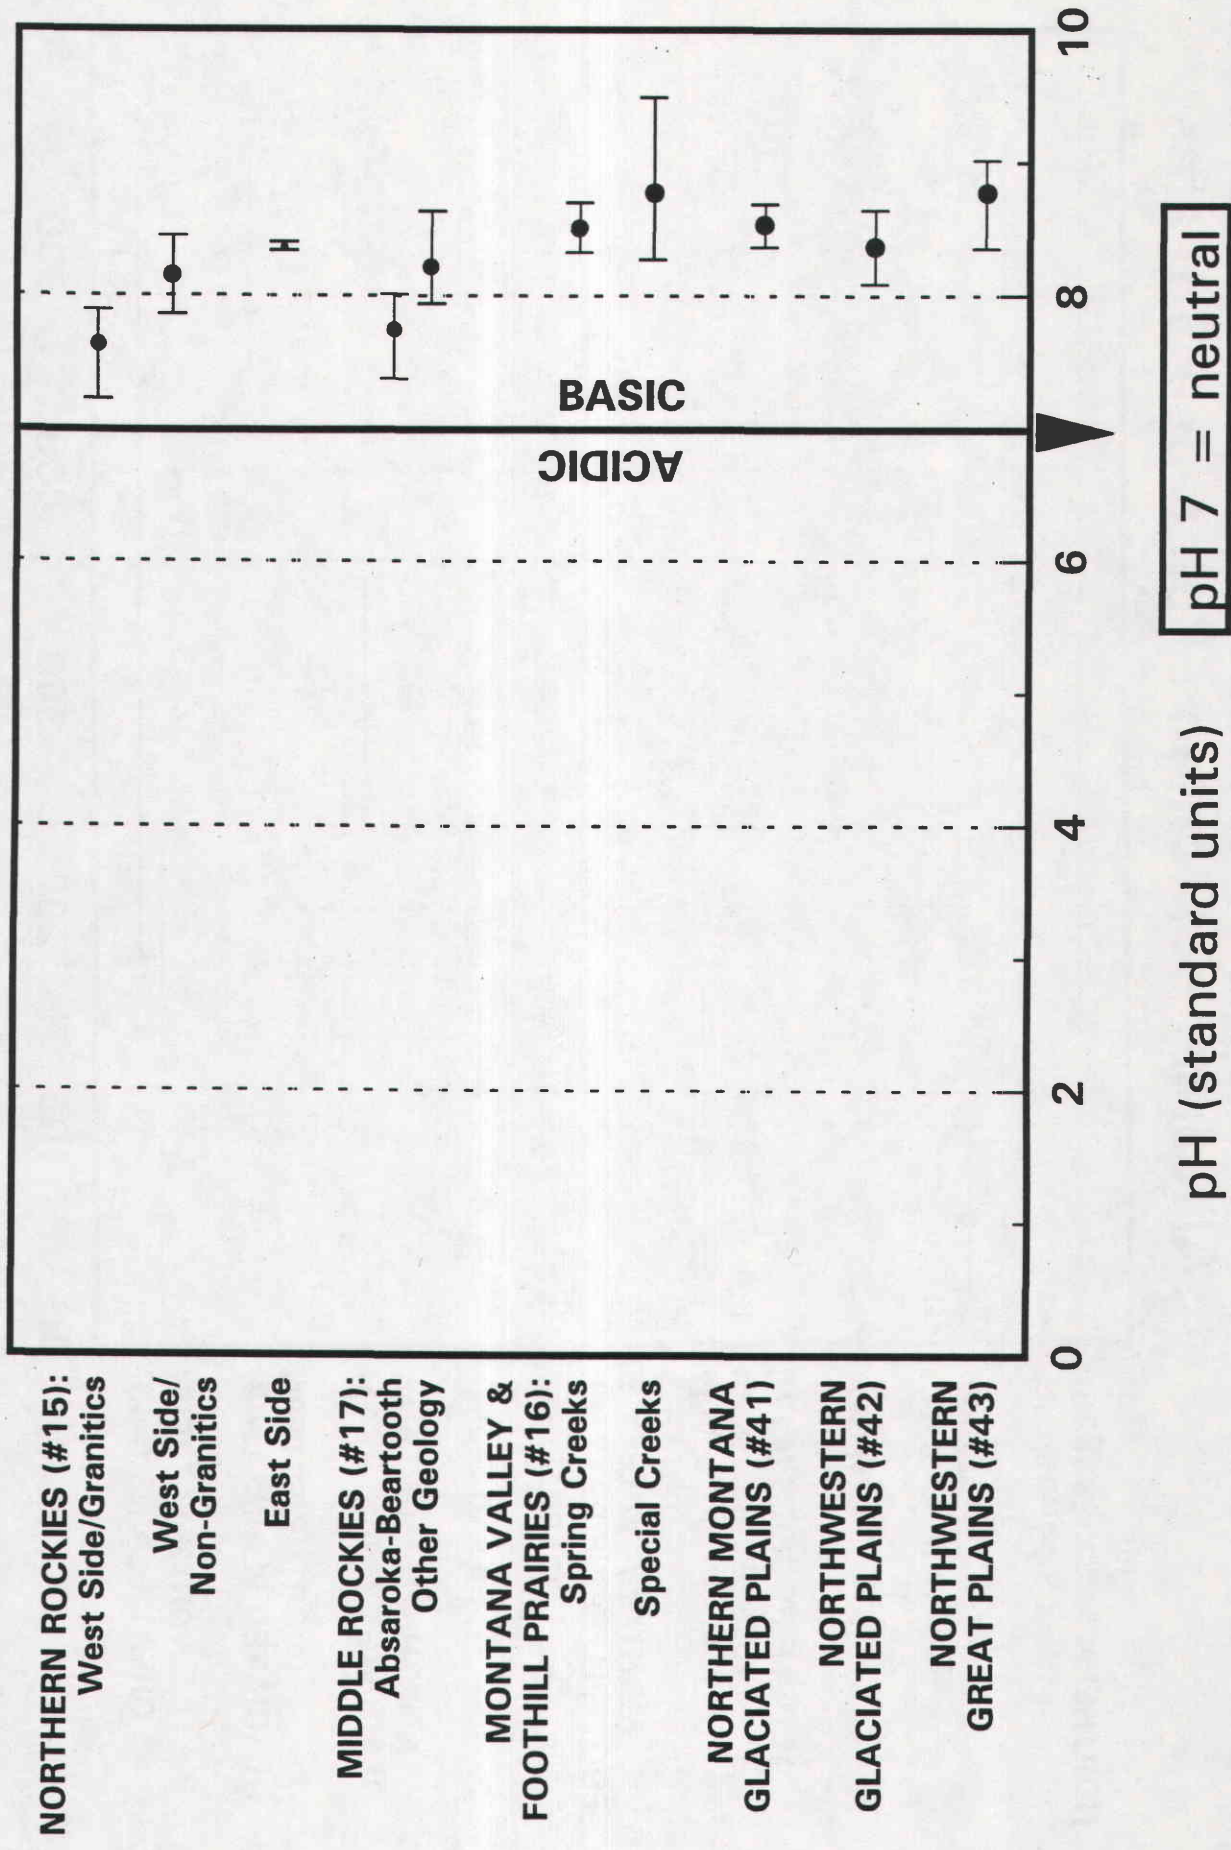 NORTHERN ROCKIES (#15):
West Side/Granitics
West Side/
Non-Granitics
East Side
MIDDLE ROCKIES (#17):
Absaroka-Beartooth
Other Geology
MONTANA VALLEY &
FOOTHILL PRAIRIES (#16):
Spring Creeks
Special Creeks
NORTHERN MONTANA
GLACIATED PLAINS (#41)
NORTHWESTERN
GLACIATED PLAINS (#42)
NORTHWESTERN
GREAT PLAINS (#43)
ACIDIC
BASIC
0 2 4 6 8 10
pH (standard units)
pH 7 = neutral